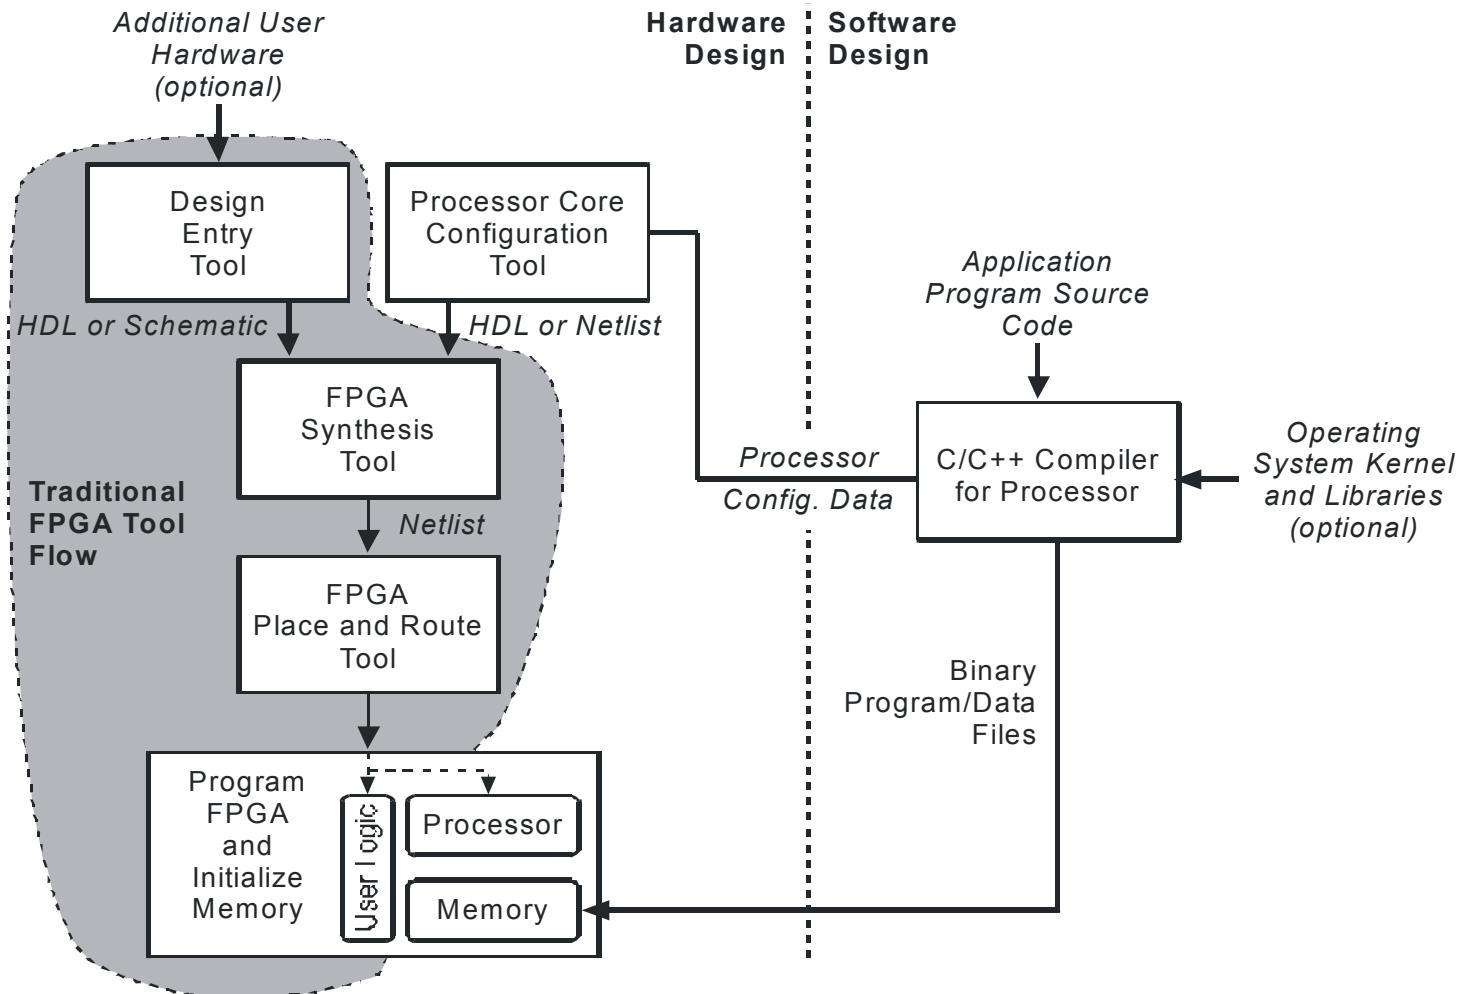 Additional User
Hardware
(optional)
Hardware
Design
Software
Design
Design
Entry
Tool
Processor Core
Configuration
Tool
HDL or Schematic
HDL or Netlist
Application
Program Source
Code
FPGA
Synthesis
Tool
Processor
Config. Data
C/C++ Compiler
for Processor
Operating
System Kernel
and Libraries
(optional)
Traditional
FPGA Tool
Flow
Netlist
FPGA
Place and Route
Tool
Binary
Program/Data
Files
Program
FPGA
and
Initialize
Memory
User Logic
Processor
Memory